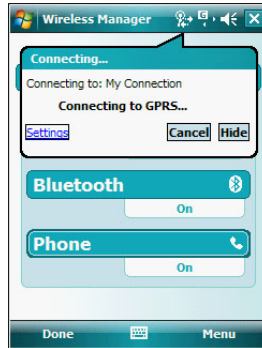 Wireless Manager
Connecting...
Connecting to: My Connection
Connecting to GPRS...
Settings Cancel Hide
Bluetooth
On
Phone
On
Done Menu